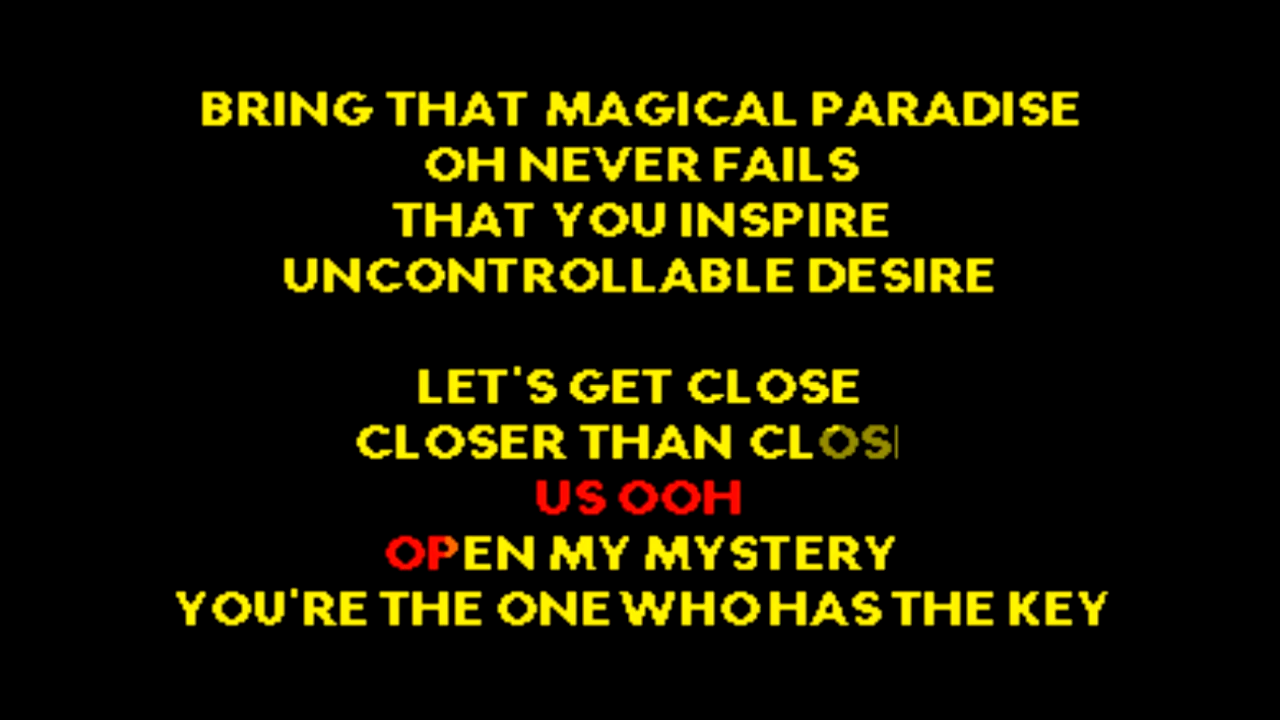 BRING THAT MAGICAL PARADISE
OH NEVER FAILS
THAT YOU INSPIRE
UNCONTROLLABLE DESIRE
LET'S GET CLOSE
CLOSER THAN CLOS
US OOH
OPEN MY MYSTERY
YOU'RE THE ONE WHO HAS THE KEY